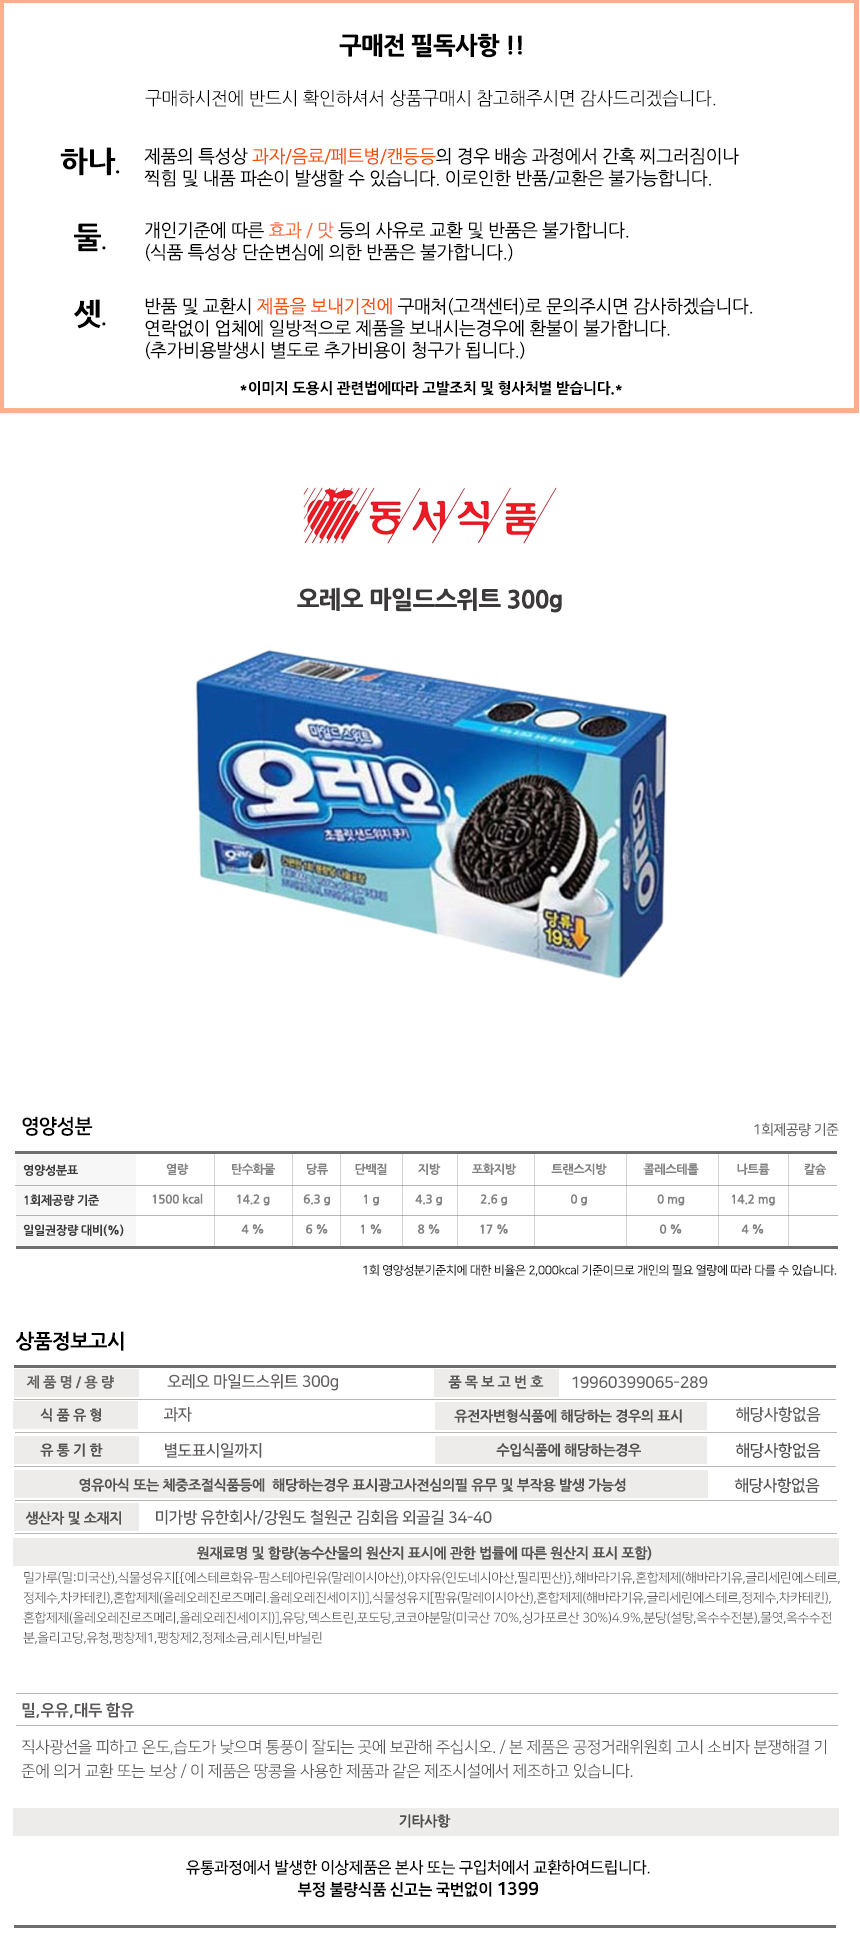 구매전 필독사항 !!
구매하시전에 반드시 확인하셔서 상품구매시 참고해주시면 감사드리겠습니다.
하나.
제품의 특성상 과자/음료/페트병/캔등등의 경우 배송 과정에서 간혹 찌그러짐이나
찍힘 및 내품 파손이 발생할 수 있습니다. 이로인한 반품/교환은 불가능합니다.
둘.
개인기준에 따른 효과 / 맛 등의 사유로 교환 및 반품은 불가합니다.
(식품 특성상 단순변심에 의한 반품은 불가합니다.)
셋.
반품 및 교환시 제품을 보내기전에 구매처(고객센터)로 문의주시면 감사하겠습니다.
연락없이 업체에 일방적으로 제품을 보내시는경우에 환불이 불가합니다.
(추가비용발생시 별도로 추가비용이 청구가 됩니다.)
*이미지 도용시 관련법에따라 고발조치 및 형사처벌 받습니다.*
동서식품
오레오 마일드스위트 300g
마일드스위트
오레오
초콜릿샌드위치 쿠키
OREO
OREO
오레오
당류
19%
영양성분
1회제공량 기준
영양성분표 열량 탄수화물 당류 단백질 지방 포화지방 트랜스지방 콜레스테롤 나트륨 칼슘
1회제공량 기준 1500 kcal 14.2 g 6.3 g 1 g 4.3 g 2.6 g 0 g 0 mg 14.2 mg
일일권장량 대비(%) 4 % 6 % 1 % 8 % 17 % 0 % 4 %
1회 영양성분기준치에 대한 비율은 2,000kcal 기준이므로 개인의 필요 열량에 따라 다를 수 있습니다.
상품정보고시
제품명/용량 오레오 마일드스위트 300g 품목보고번호 19960399065-289
식품유형 과자 유전자변형식품에 해당하는 경우의 표시 해당사항없음
유통기한 별도표시일까지 수입식품에 해당하는경우 해당사항없음
영유아식 또는 체중조절식품등에 해당하는경우 표시광고사전심의필 유무 및 부작용 발생 가능성 해당사항없음
생산자 및 소재지 미가방 유한회사/강원도 철원군 김회읍 외골길 34-40
원재료명 및 함량(농수산물의 원산지 표시에 관한 법률에 따른 원산지 표시 포함)
밀가루(밀:미국산),식물성유지[{에스테르화유-팜스테아린유(말레이시아산),야자유(인도네시아산,필리핀산)},해바라기유,혼합제제(해바라기유,글리세린에스테르,
정제수,차카테킨),혼합제제(올레오레진로즈메리.올레오레진세이지)],식물성유지[팜유(말레이시아산),혼합제제(해바라기유,글리세린에스테르,정제수,차카테킨),
혼합제제(올레오레진로즈메리,올레오레진세이지)],유당,덱스트린,포도당,코코아분말(미국산 70%,싱가포르산 30%)4.9%,분당(설탕,옥수수전분),물엿,옥수수전
분,올리고당,유청,팽창제1,팽창제2,정제소금,레시틴,바닐린
밀,우유,대두 함유
직사광선을 피하고 온도,습도가 낮으며 통풍이 잘되는 곳에 보관해 주십시오. / 본 제품은 공정거래위원회 고시 소비자 분쟁해결 기
준에 의거 교환 또는 보상 / 이 제품은 땅콩을 사용한 제품과 같은 제조시설에서 제조하고 있습니다.
기타사항
유통과정에서 발생한 이상제품은 본사 또는 구입처에서 교환하여드립니다.
부정 불량식품 신고는 국번없이 1399